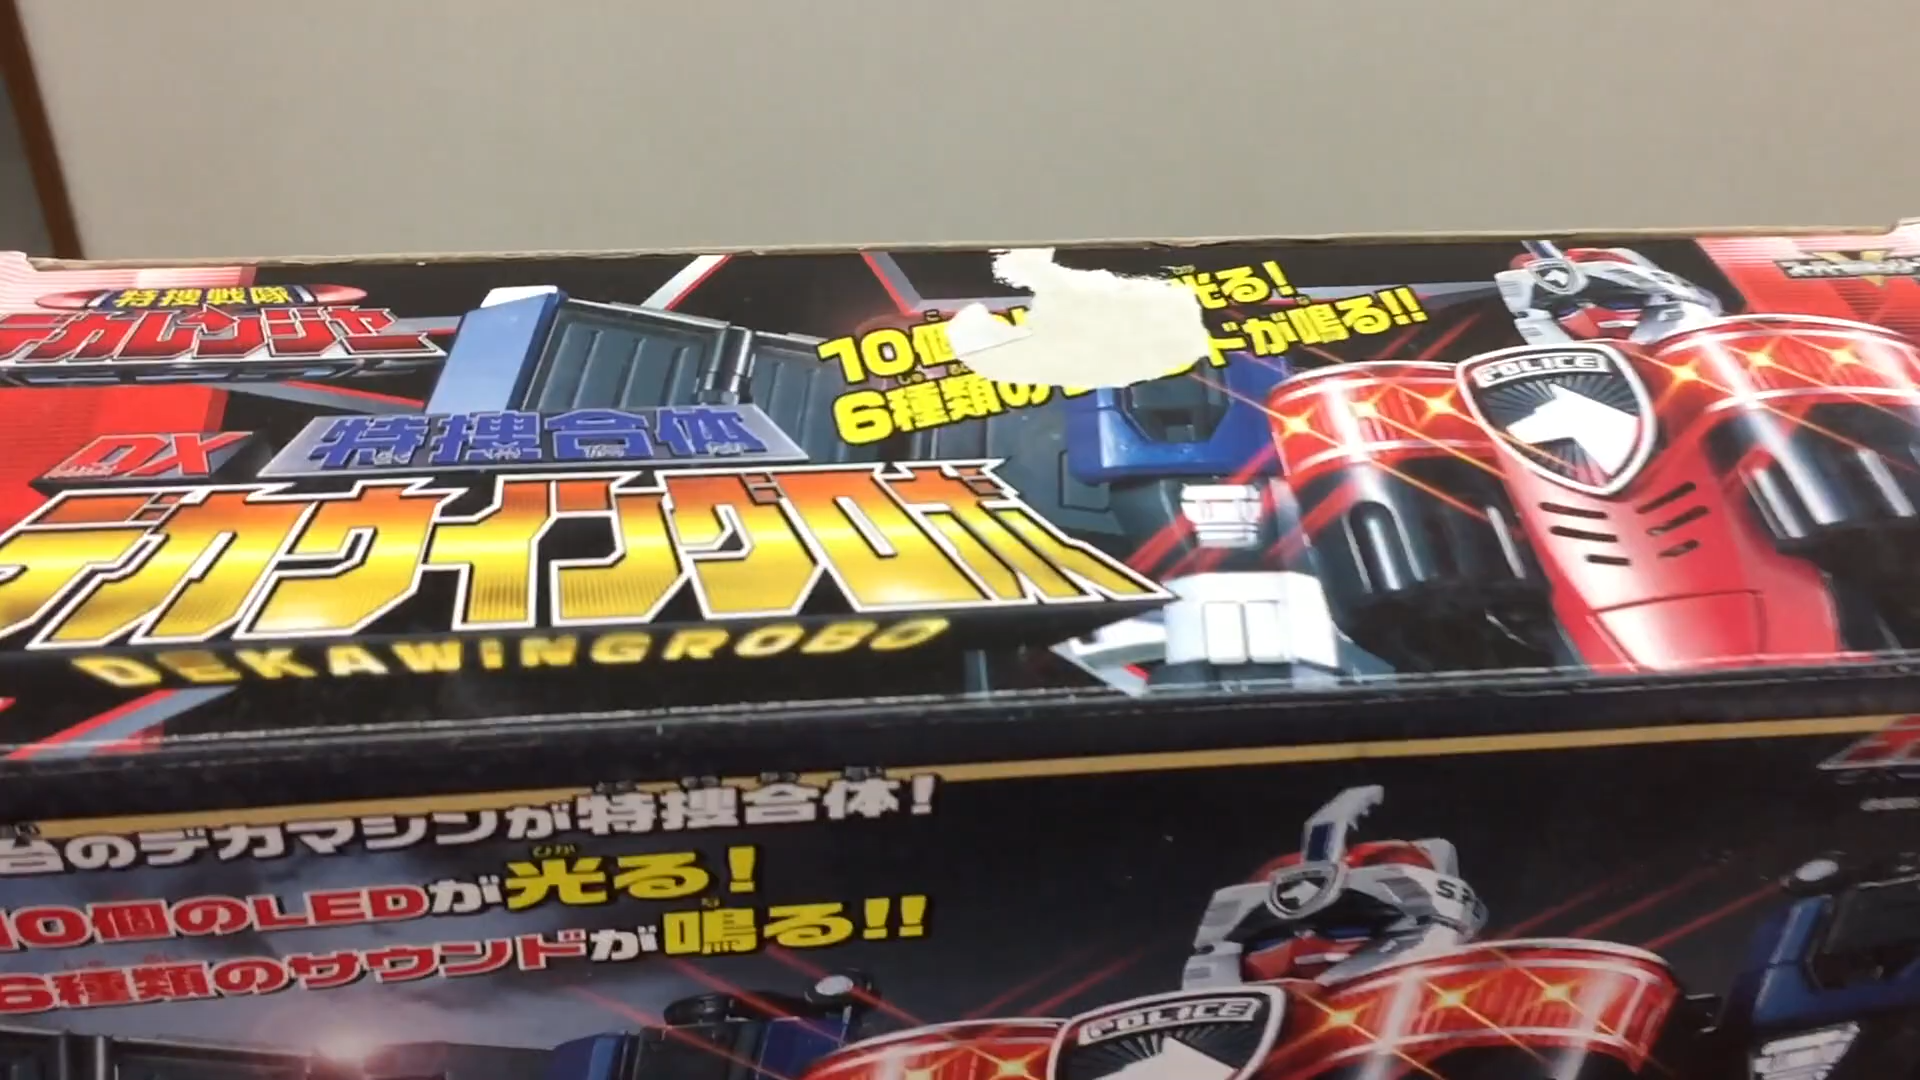 特捜戦隊
デカレンジャー
10個 光る!
6種類の ドが鳴る!!
POLICE
DX
特捜合体
デカウイングロボ
DEKAWINGROBO
台のデカマシンが特捜合体!
10個のLEDが光る!
6種類のサウンドが鳴る!!
POLICE